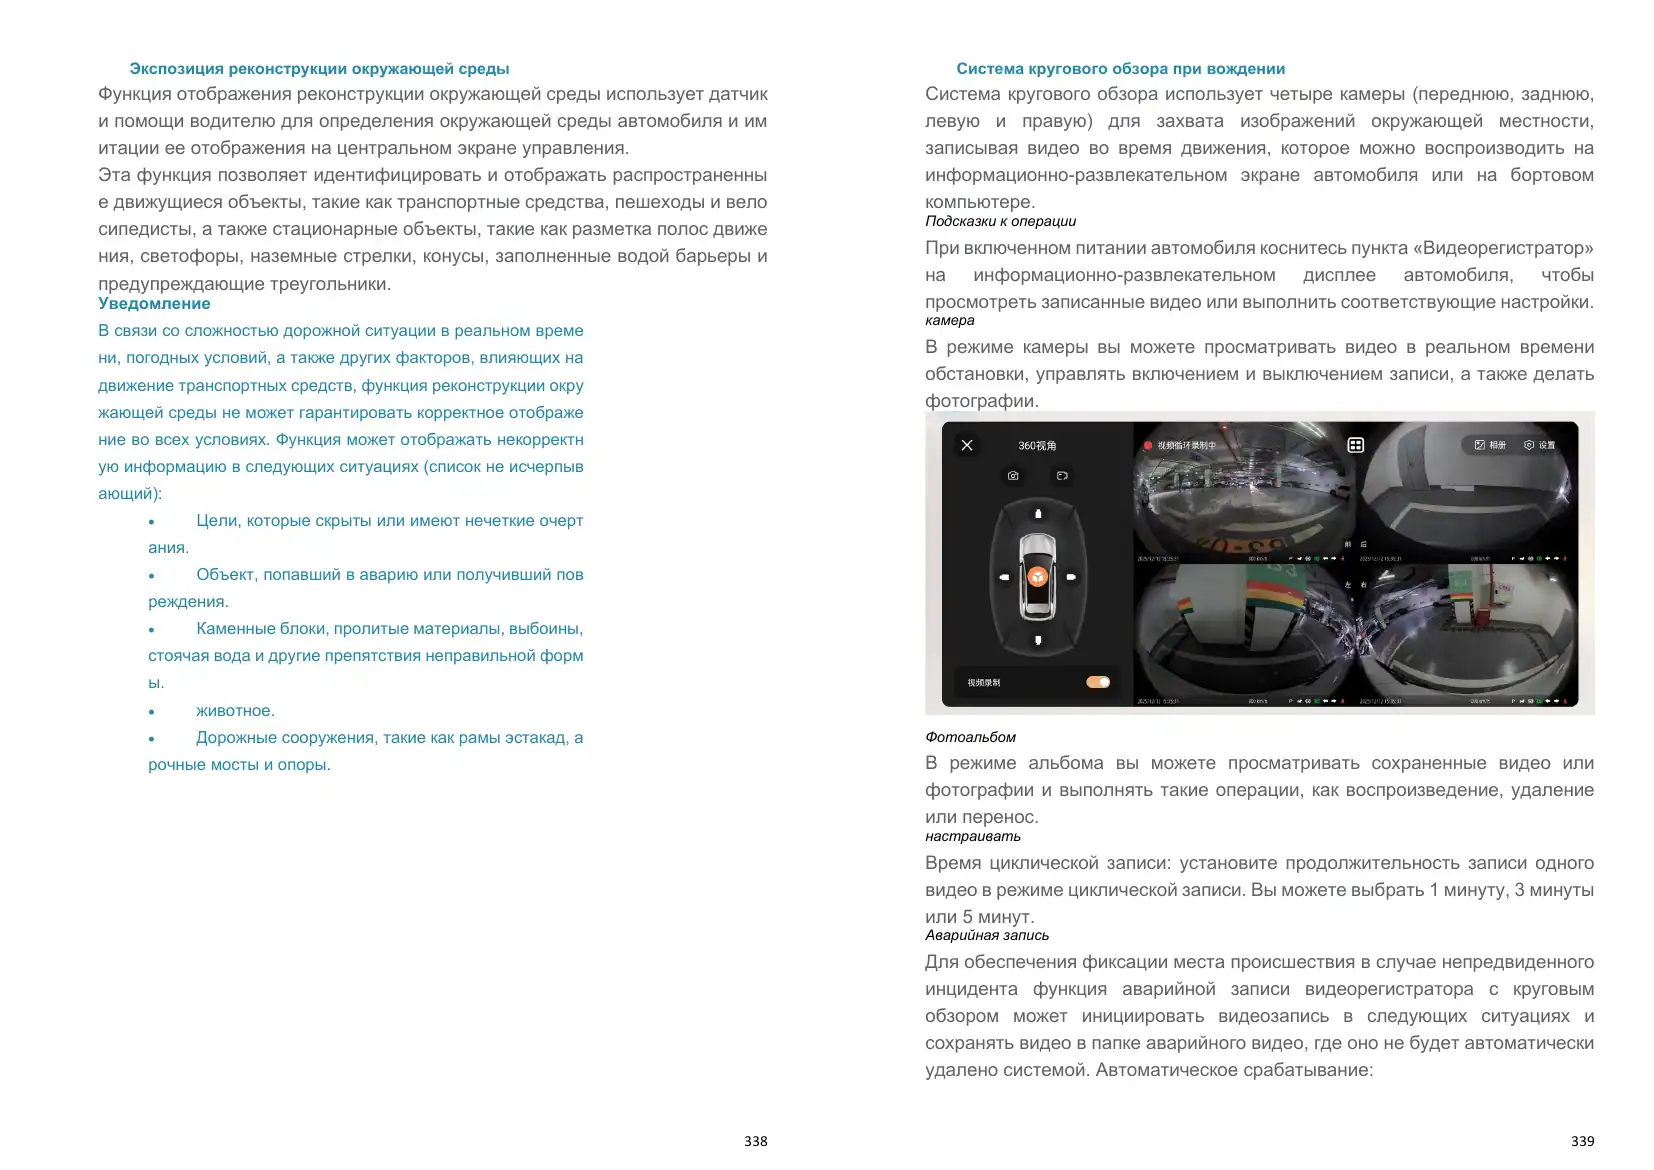 Экспозиция реконструкции окружающей среды
Функция отображения реконструкции окружающей среды использует датчик
и помощи водителю для определения окружающей среды автомобиля и им
итации ее отображения на центральном экране управления.
Эта функция позволяет идентифицировать и отображать распространенны
е движущиеся объекты, такие как транспортные средства, пешеходы и вело
сипедисты, а также стационарные объекты, такие как разметка полос движе
ния, светофоры, наземные стрелки, конусы, заполненные водой барьеры и
предупреждающие треугольники.
Уведомление
В связи со сложностью дорожной ситуации в реальном време
ни, погодных условий, а также других факторов, влияющих на
движение транспортных средств, функция реконструкции окру
жающей среды не может гарантировать корректное отображе
ние во всех условиях. Функция может отображать некорректн
ую информацию в следующих ситуациях (список не исчерпыв
ающий):
• Цели, которые скрыты или имеют нечеткие очерт
ания.
• Объект, попавший в аварию или получивший пов
реждения.
• Каменные блоки, пролитые материалы, выбоины,
стоячая вода и другие препятствия неправильной форм
ы.
• животное.
• Дорожные сооружения, такие как рамы эстакад, а
рочные мосты и опоры.
338
Система кругового обзора при вождении
Система кругового обзора использует четыре камеры (переднюю, заднюю,
левую и правую) для захвата изображений окружающей местности,
записывая видео во время движения, которое можно воспроизводить на
информационно-развлекательном экране автомобиля или на бортовом
компьютере.
Подсказки к операции
При включенном питании автомобиля коснитесь пункта «Видеорегистратор»
на информационно-развлекательном дисплее автомобиля, чтобы
просмотреть записанные видео или выполнить соответствующие настройки.
камера
В режиме камеры вы можете просматривать видео в реальном времени
обстановки, управлять включением и выключением записи, а также делать
фотографии.
360视角
视频循环录制中
相册
设置
前 后
左 右
视频录制
Фотоальбом
В режиме альбома вы можете просматривать сохраненные видео или
фотографии и выполнять такие операции, как воспроизведение, удаление
или перенос.
настраивать
Время циклической записи: установите продолжительность записи одного
видео в режиме циклической записи. Вы можете выбрать 1 минуту, 3 минуты
или 5 минут.
Аварийная запись
Для обеспечения фиксации места происшествия в случае непредвиденного
инцидента функция аварийной записи видеорегистратора с круговым
обзором может инициировать видеозапись в следующих ситуациях и
сохранять видео в папке аварийного видео, где оно не будет автоматически
удалено системой. Автоматическое срабатывание:
339